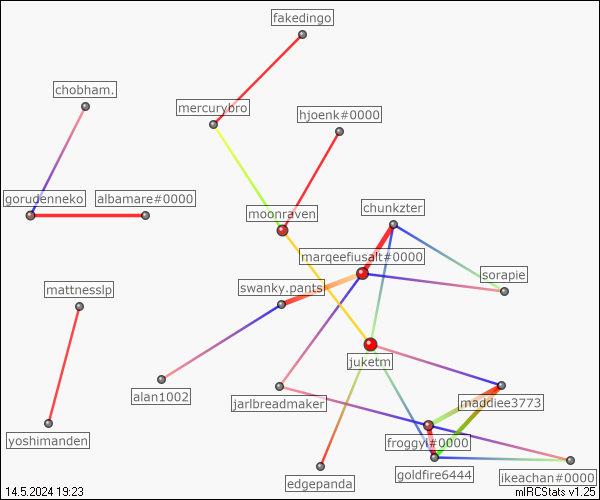 fakedingo
chobham.
mercurybro
hjoenk#0000
gorudenneko
albamare#0000
chunkzter
moonraven
marqeefiusalt#0000
sorapie
mattnesslp
swanky.pants
juketm
alan1002
jarlbreadmaker
maddiee3773
yoshimanden
froggyl#0000
goldfire6444
edgepanda
ikeachan#0000
14.5.2024 19:23
mIRCStats v1.25